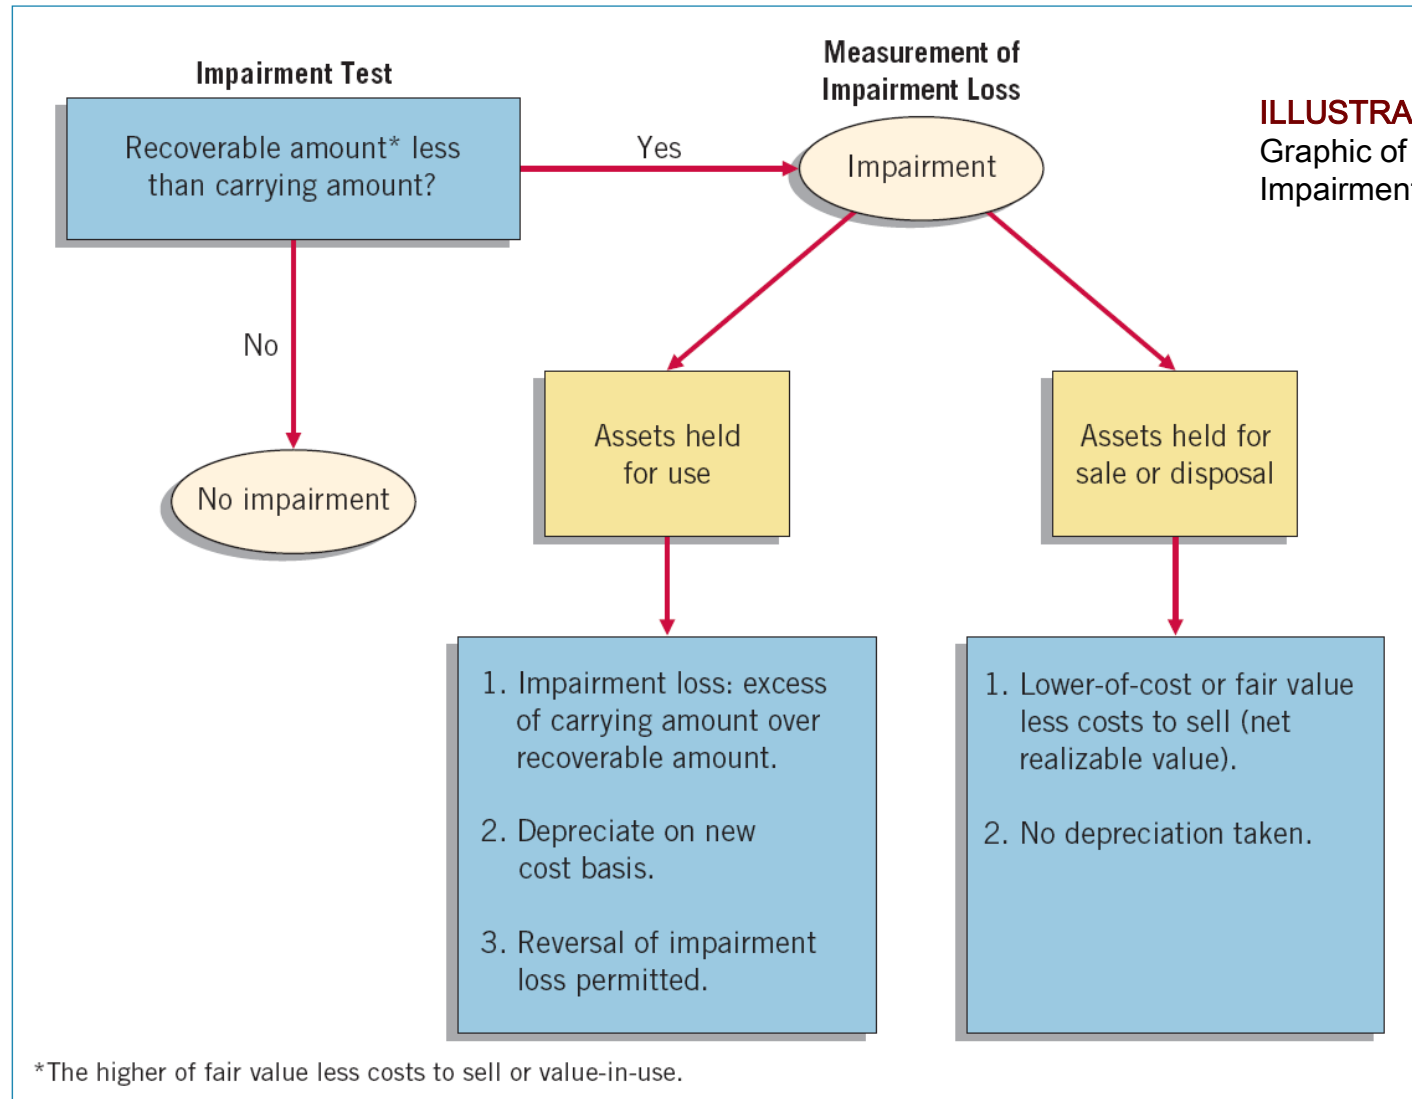 Impairment Test
Measurement of
Impairment Loss
ILLUSTRA
Graphic of
Impairment
Recoverable amount* less
than carrying amount?
Yes
Impairment
No
No impairment
Assets held
for use
Assets held for
sale or disposal
1. Impairment loss: excess
of carrying amount over
recoverable amount.
2. Depreciate on new
cost basis.
3. Reversal of impairment
loss permitted.
1. Lower-of-cost or fair value
less costs to sell (net
realizable value).
2. No depreciation taken.
*The higher of fair value less costs to sell or value-in-use.